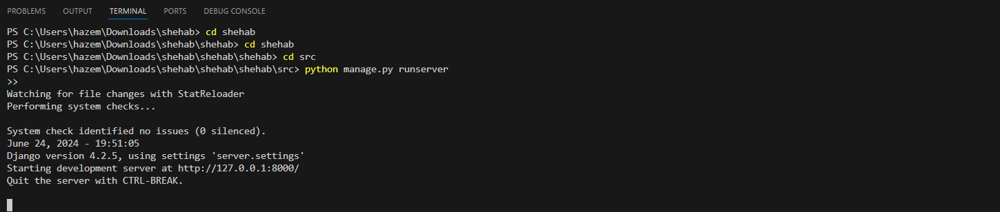 PROBLEMS OUTPUT TERMINAL PORTS DEBUG CONSOLE
PS C:\Users\hazem\Downloads\shehab> cd shehab
PS C:\Users\hazem\Downloads\shehab\shehab> cd shehab
PS C:\Users\hazem\Downloads\shehab\shehab\shehab> cd src
PS C:\Users\hazem\Downloads\shehab\shehab\shehab\src> python manage.py runserver
>>
Watching for file changes with StatReloader
Performing system checks...
System check identified no issues (0 silenced).
June 24, 2024 - 19:51:05
Django version 4.2.5, using settings 'server.settings'
Starting development server at http://127.0.0.1:8000/
Quit the server with CTRL-BREAK.